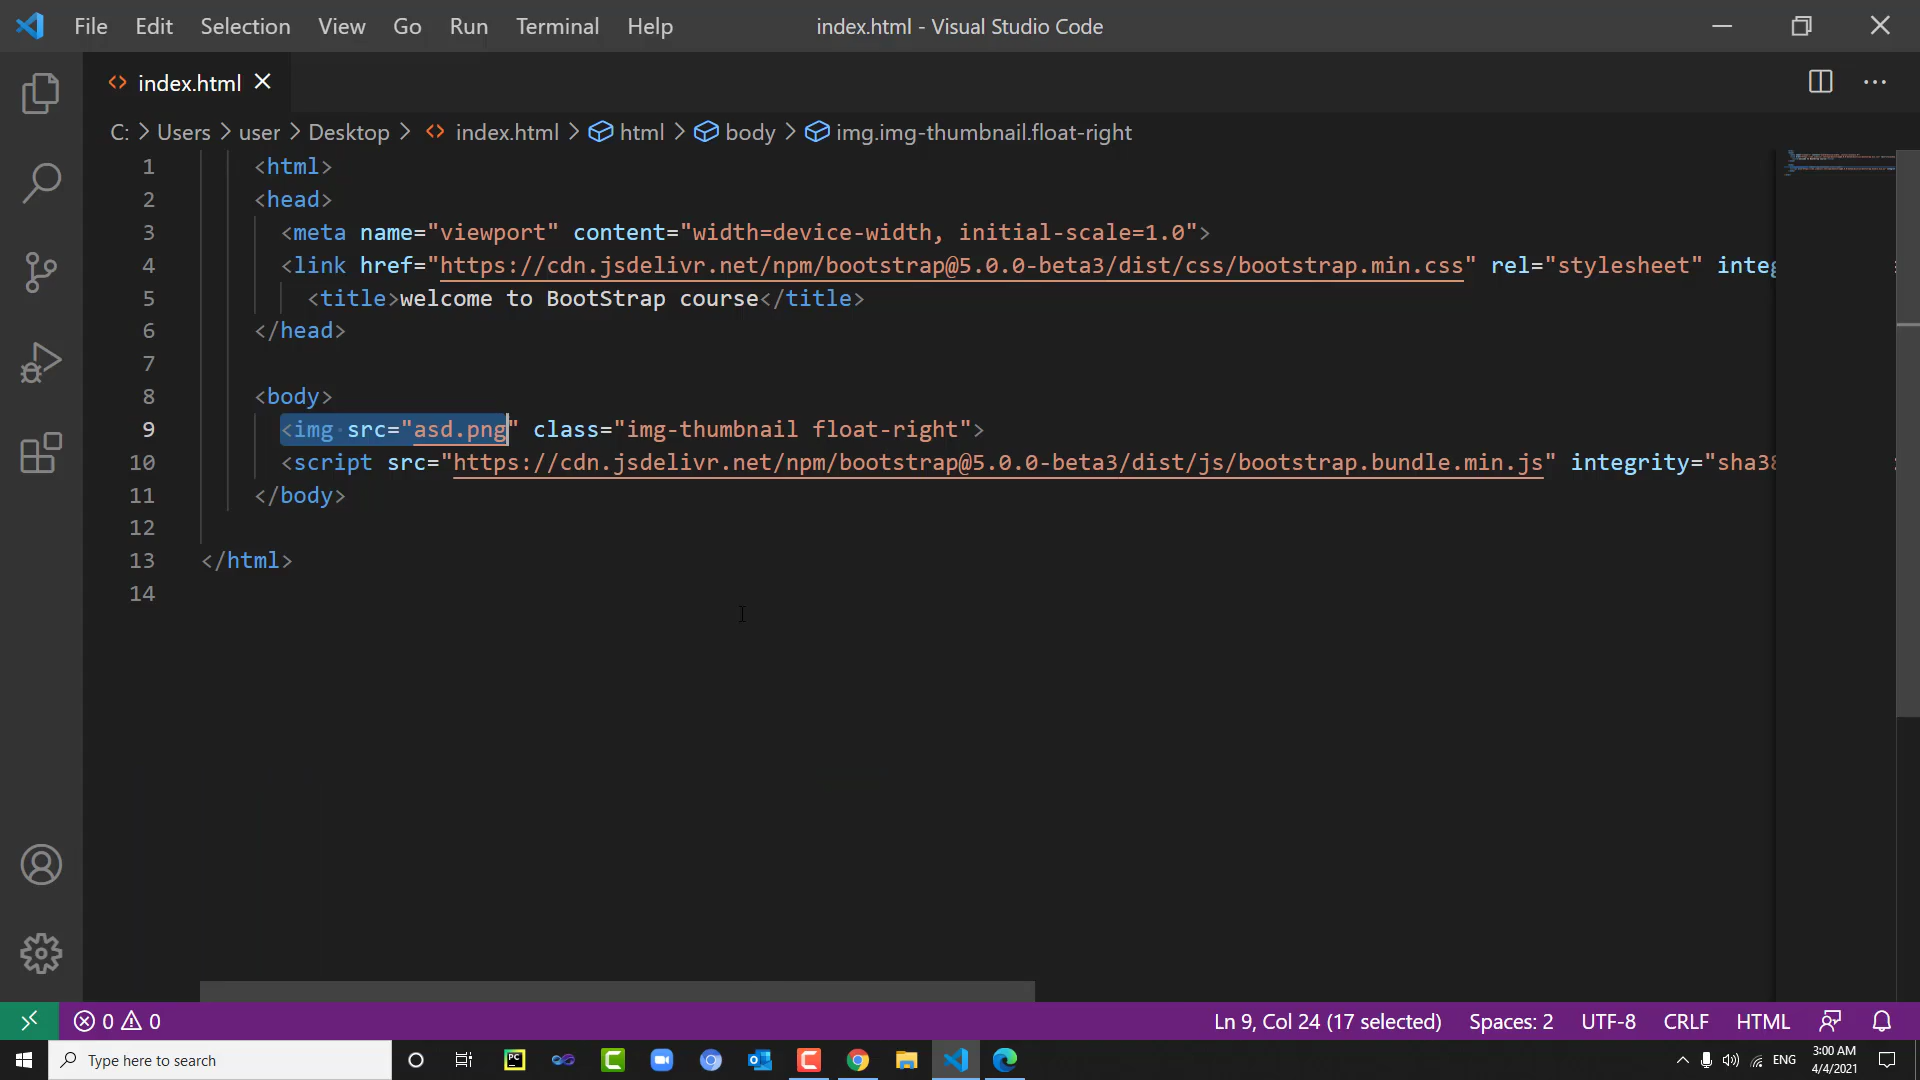 File Edit Selection View Go Run Terminal Help index.html - Visual Studio Code
index.html
C: > Users > user > Desktop > index.html > html > body > img.img-thumbnail.float-right
1 <html>
2 <head>
3 <meta name="viewport" content="width=device-width, initial-scale=1.0">
4 <link href="https://cdn.jsdelivr.net/npm/bootstrap@5.0.0-beta3/dist/css/bootstrap.min.css" rel="stylesheet" integ
5 <title>welcome to BootStrap course</title>
6 </head>
7
8 <body>
9 <img src="asd.png" class="img-thumbnail float-right">
10 <script src="https://cdn.jsdelivr.net/npm/bootstrap@5.0.0-beta3/dist/js/bootstrap.bundle.min.js" integrity="sha38
11 </body>
12
13 </html>
14
0 0 Ln 9, Col 24 (17 selected) Spaces: 2 UTF-8 CRLF HTML
Type here to search PC ENG 3:00 AM
4/4/2021